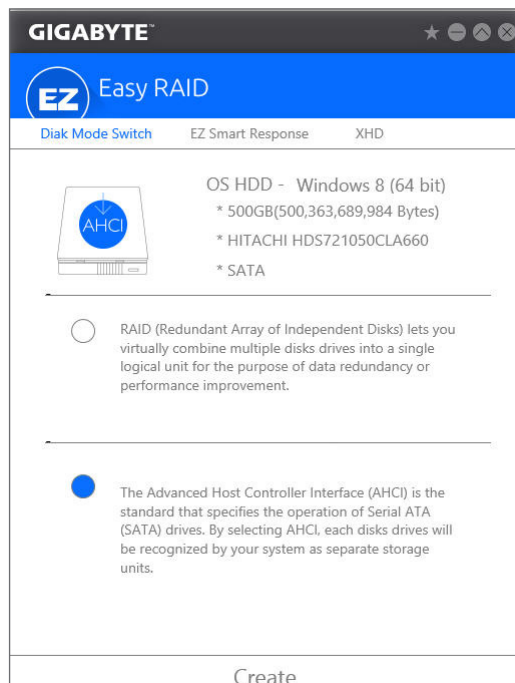 GIGABYTE™
EZ Easy RAID
Diak Mode Switch EZ Smart Response XHD
OS HDD - Windows 8 (64 bit)
* 500GB(500,363,689,984 Bytes)
AHCI
* HITACHI HDS721050CLA660
* SATA
RAID (Redundant Array of Independent Disks) lets you
virtually combine multiple disks drives into a single
logical unit for the purpose of data redundancy or
performance improvement.
The Advanced Host Controller Interface (AHCI) is the
standard that specifies the operation of Serial ATA
(SATA) drives. By selecting AHCI, each disks drives will
be recognized by your system as separate storage
units.
Create